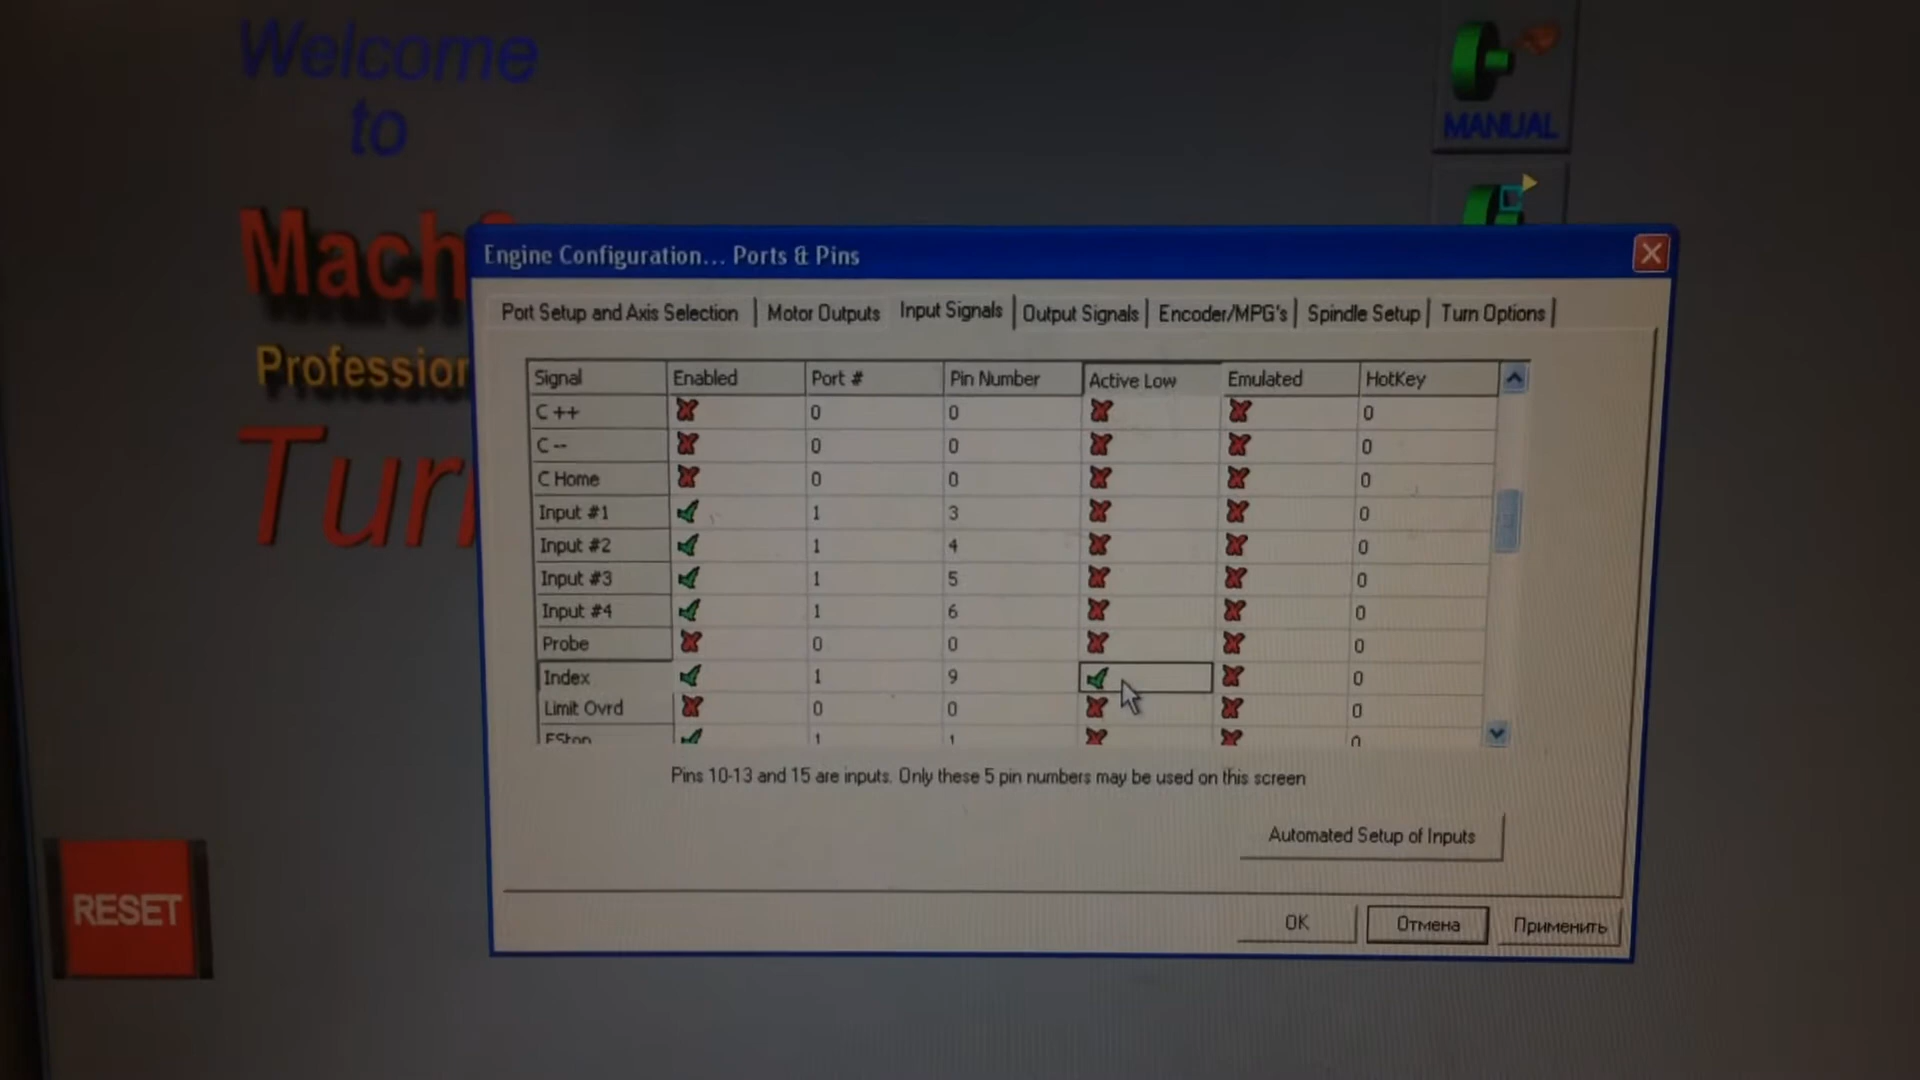 Welcome
to
MANUAL
Mach
Profession
Tur
Engine Configuration... Ports & Pins
Port Setup and Axis Selection Motor Outputs Input Signals Output Signals Encoder/MPG's Spindle Setup Turn Options
Signal Enabled Port # Pin Number Active Low Emulated HotKey
C ++ 0 0 0
C -- 0 0 0
C Home 0 0 0
Input #1 1 3 0
Input #2 1 4 0
Input #3 1 5 0
Input #4 1 6 0
Probe 0 0 0
Index 1 9 0
Limit Ovrd 0 0 0
EStop 1 1 0
Pins 10-13 and 15 are inputs. Only these 5 pin numbers may be used on this screen
Automated Setup of Inputs
RESET
OK Отмена Применить